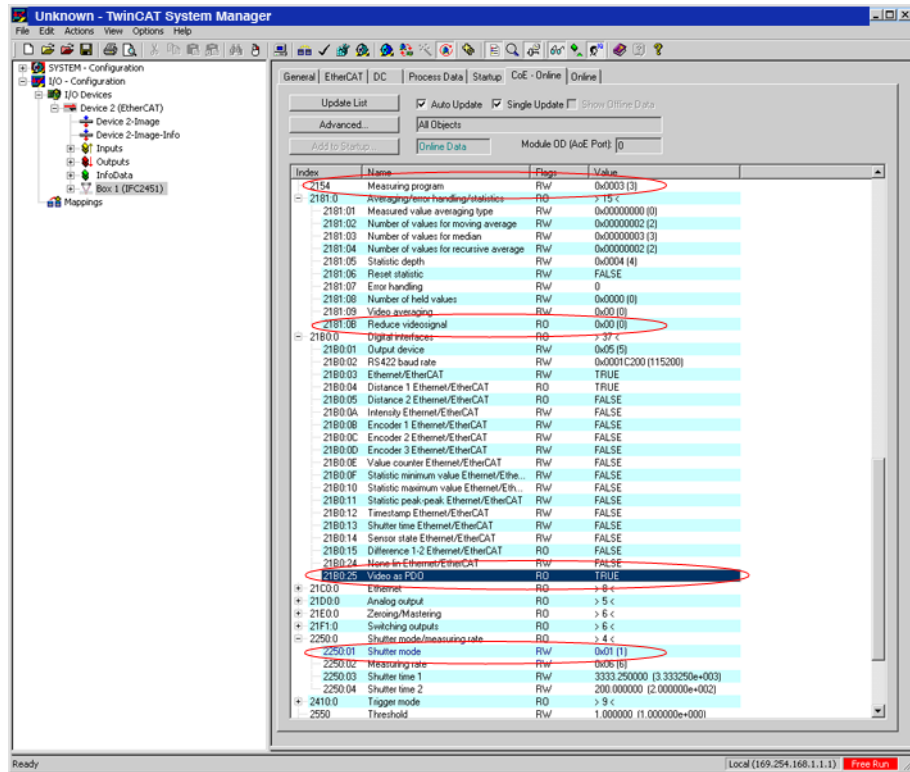 Unknown - TwinCAT System Manager
File Edit Actions View Options Help
SYSTEM - Configuration
I/O - Configuration
I/O Devices
Device 2 (EtherCAT)
Device 2-Image
Device 2-Image-Info
Inputs
Outputs
InfoData
Box 1 (IFC2451)
Mappings
General EtherCAT DC Process Data Startup CoE - Online Online
Update List Auto Update Single Update Show Offline Data
Advanced... All Objects
Add to Startup... Online Data Module OD (AoE Port): 0
Index Name Flags Value
2154 Measuring program RW 0x0003 (3)
2181:0 Averaging/error handling/statistics RO > 15 <
2181:01 Measured value averaging type RW 0x00000000 (0)
2181:02 Number of values for moving average RW 0x00000002 (2)
2181:03 Number of values for median RW 0x00000003 (3)
2181:04 Number of values for recursive average RW 0x00000002 (2)
2181:05 Statistic depth RW 0x0004 (4)
2181:06 Reset statistic RW FALSE
2181:07 Error handling RW 0
2181:08 Number of held values RW 0x0000 (0)
2181:09 Video averaging RW 0x00 (0)
2181:0B Reduce videosignal RO 0x00 (0)
21B0:0 Digital interfaces RO > 37 <
21B0:01 Output device RW 0x05 (5)
21B0:02 RS422 baud rate RW 0x0001C200 (115200)
21B0:03 Ethernet/EtherCAT RW TRUE
21B0:04 Distance 1 Ethernet/EtherCAT RO TRUE
21B0:05 Distance 2 Ethernet/EtherCAT RO FALSE
21B0:0A Intensity Ethernet/EtherCAT RW FALSE
21B0:0B Encoder 1 Ethernet/EtherCAT RW FALSE
21B0:0C Encoder 2 Ethernet/EtherCAT RW FALSE
21B0:0D Encoder 3 Ethernet/EtherCAT RW FALSE
21B0:0E Value counter Ethernet/EtherCAT RW FALSE
21B0:0F Statistic minimum value Ethernet/Ethe... RW FALSE
21B0:10 Statistic maximum value Ethernet/Eth... RW FALSE
21B0:11 Statistic peak-peak Ethernet/EtherCAT RW FALSE
21B0:12 Timestamp Ethernet/EtherCAT RW FALSE
21B0:13 Shutter time Ethernet/EtherCAT RW FALSE
21B0:14 Sensor state Ethernet/EtherCAT RW FALSE
21B0:15 Difference 1-2 Ethernet/EtherCAT RO FALSE
21B0:24 None lin Ethernet/EtherCAT RW FALSE
21B0:25 Video as PDO RO TRUE
21C0:0 Ethernet RO > 8 <
21D0:0 Analog output RO > 5 <
21E0:0 Zeroing/Mastering RO > 6 <
21F1:0 Switching outputs RO > 6 <
2250:0 Shutter mode/measuring rate RO > 4 <
2250:01 Shutter mode RW 0x01 (1)
2250:02 Measuring rate RW 0x06 (6)
2250:03 Shutter time 1 RW 3333.250000 (3.333250e+003)
2250:04 Shutter time 2 RW 200.000000 (2.000000e+002)
2410:0 Trigger mode RO > 9 <
2550 Threshold RW 1.000000 (1.000000e+000)
Ready Local (169.254.168.1.1.1) Free Run